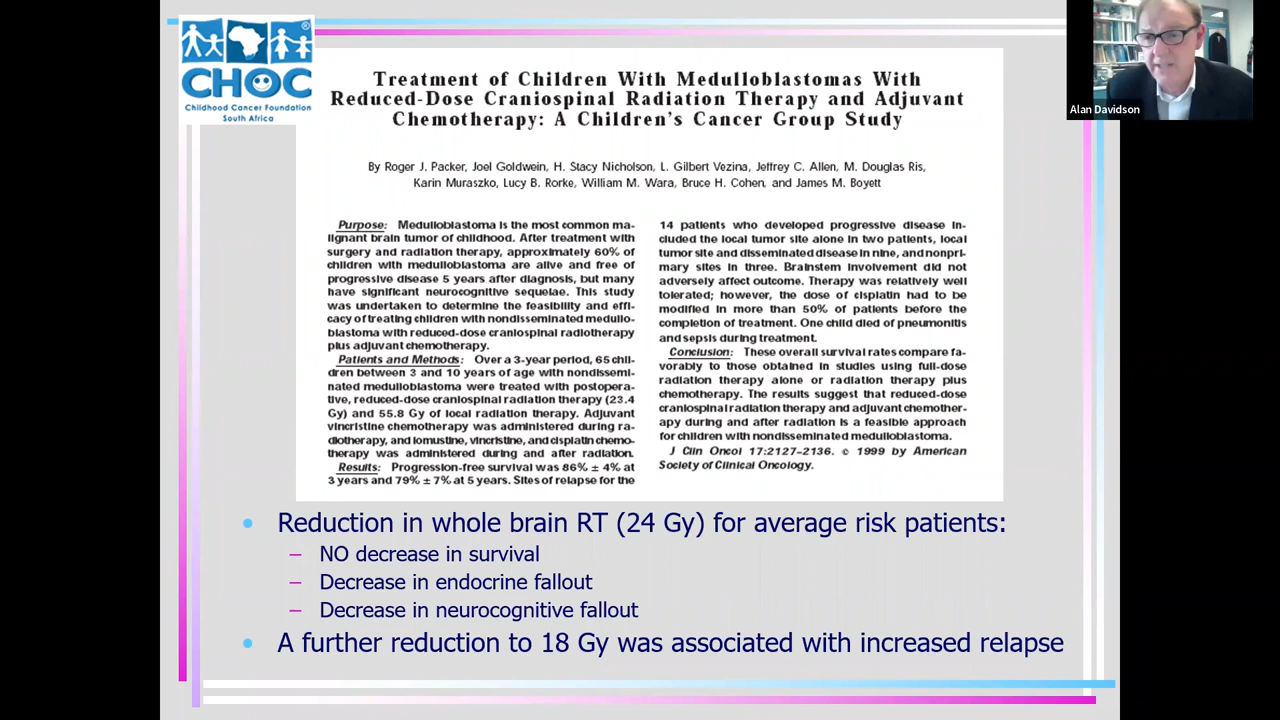 CHOC
Childhood Cancer Foundation
South Africa
Alan Davidson
Treatment of Children With Medulloblastomas With
Reduced-Dose Craniospinal Radiation Therapy and Adjuvant
Chemotherapy: A Children's Cancer Group Study
By Roger J. Packer, Joel Goldwein, H. Stacy Nicholson, L. Gilbert Vezina, Jeffrey C. Allen, M. Douglas Ris,
Karin Muraszko, Lucy B. Rorke, William M. Wara, Bruce H. Cohen, and James M. Boyett
Purpose: Medulloblastoma is the most common ma-
lignant brain tumor of childhood. After treatment with
surgery and radiation therapy, approximately 60% of
children with medulloblastoma are alive and free of
progressive disease 5 years after diagnosis, but many
have significant neurocognitive sequelae. This study
was undertaken to determine the feasibility and effi-
cacy of treating children with nondisseminated medullo-
blastoma with reduced-dose craniospinal radiotherapy
plus adjuvant chemotherapy.
Patients and Methods: Over a 3-year period, 65 chil-
dren between 3 and 10 years of age with nondissemi-
nated medulloblastoma were treated with postopera-
tive, reduced-dose craniospinal radiation therapy (23.4
Gy) and 55.8 Gy of local radiation therapy. Adjuvant
vincristine chemotherapy was administered during ra-
diotherapy, and lomustine, vincristine, and cisplatin chemo-
therapy was administered during and after radiation.
Results: Progression-free survival was 86% ± 4% at
3 years and 79% ± 7% at 5 years. Sites of relapse for the
14 patients who developed progressive disease in-
cluded the local tumor site alone in two patients, local
tumor site and disseminated disease in nine, and nonpri-
mary sites in three. Brainstem involvement did not
adversely affect outcome. Therapy was relatively well
tolerated; however, the dose of cisplatin had to be
modified in more than 50% of patients before the
completion of treatment. One child died of pneumonitis
and sepsis during treatment.
Conclusion: These overall survival rates compare fa-
vorably to those obtained in studies using full-dose
radiation therapy alone or radiation therapy plus
chemotherapy. The results suggest that reduced-dose
craniospinal radiation therapy and adjuvant chemother-
apy during and after radiation is a feasible approach
for children with nondisseminated medulloblastoma.
J Clin Oncol 17:2127–2136. © 1999 by American
Society of Clinical Oncology.
• Reduction in whole brain RT (24 Gy) for average risk patients:
– NO decrease in survival
– Decrease in endocrine fallout
– Decrease in neurocognitive fallout
• A further reduction to 18 Gy was associated with increased relapse